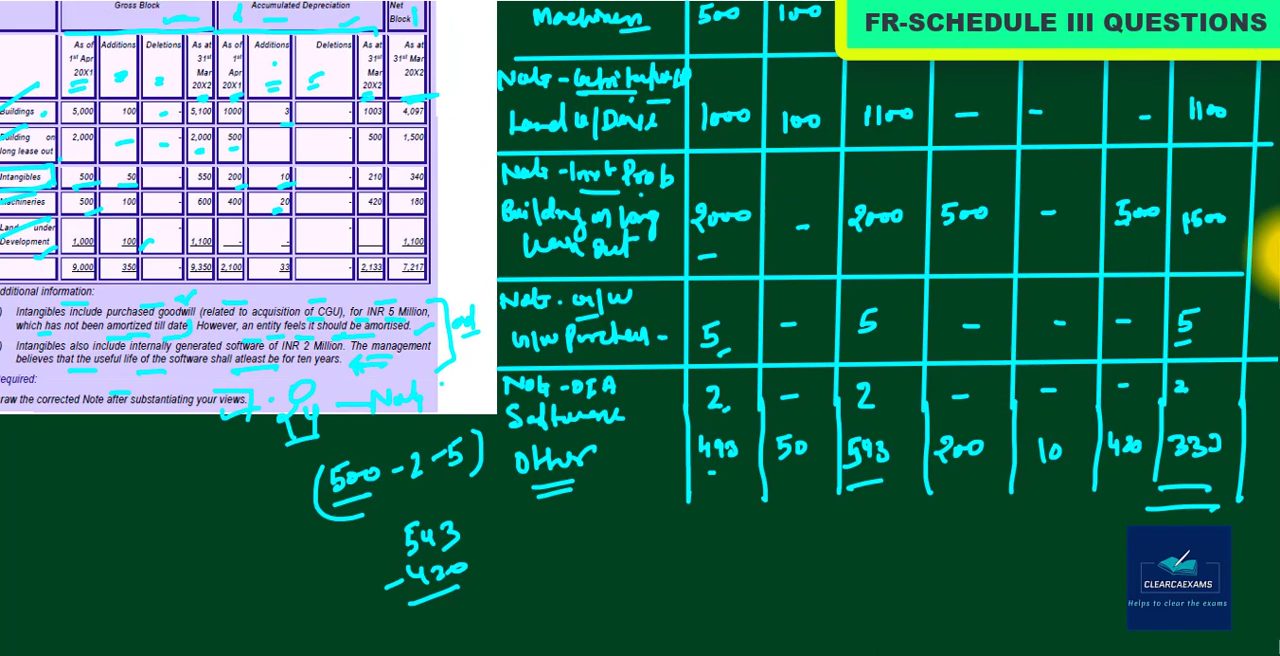 Gross Block Accumulated Depreciation Net Block
As of 1st Apr 20X1 Additions Deletions As at 31st Mar 20X2 As of 1st Apr 20X1 Additions Deletions As at 31st Mar 20X2 As at 31st Mar 20X2
Buildings 5,000 100 - 5,100 1000 3 1003 4,097
Building on long lease out 2,000 - - 2,000 500 500 1,500
Intangibles 500 50 - 550 200 10 210 340
Machineries 500 100 - 600 400 20 - 420 180
Land under Development 1,000 100 - 1,100 - - - 1,100
9,000 350 - 9,350 2,100 33 - 2,133 7,217
dditional information:
) Intangibles include purchased goodwill (related to acquisition of CGU), for INR 5 Million,
which has not been amortized till date. However, an entity feels it should be amortised.
) Intangibles also include internally generated software of INR 2 Million. The management
believes that the useful life of the software shall atleast be for ten years.
equired:
raw the corrected Note after substantiating your views.
FR-SCHEDULE III QUESTIONS
500 100
Land u/Deve 1000 100 1100 - - - 1100
Note - Invt Prop
Building on long lease out 2000 - 2000 500 - 500 1500
Note - G/W
G/W Purchased - 5 - 5 - - - 5
Note - OIA
Software 2 - 2 - - - 2
Other 493 50 593 200 10 420 333
(500 - 2 - 5)
543
- 420
Note
CLEARCAEXAMS
Helps to clear the exams